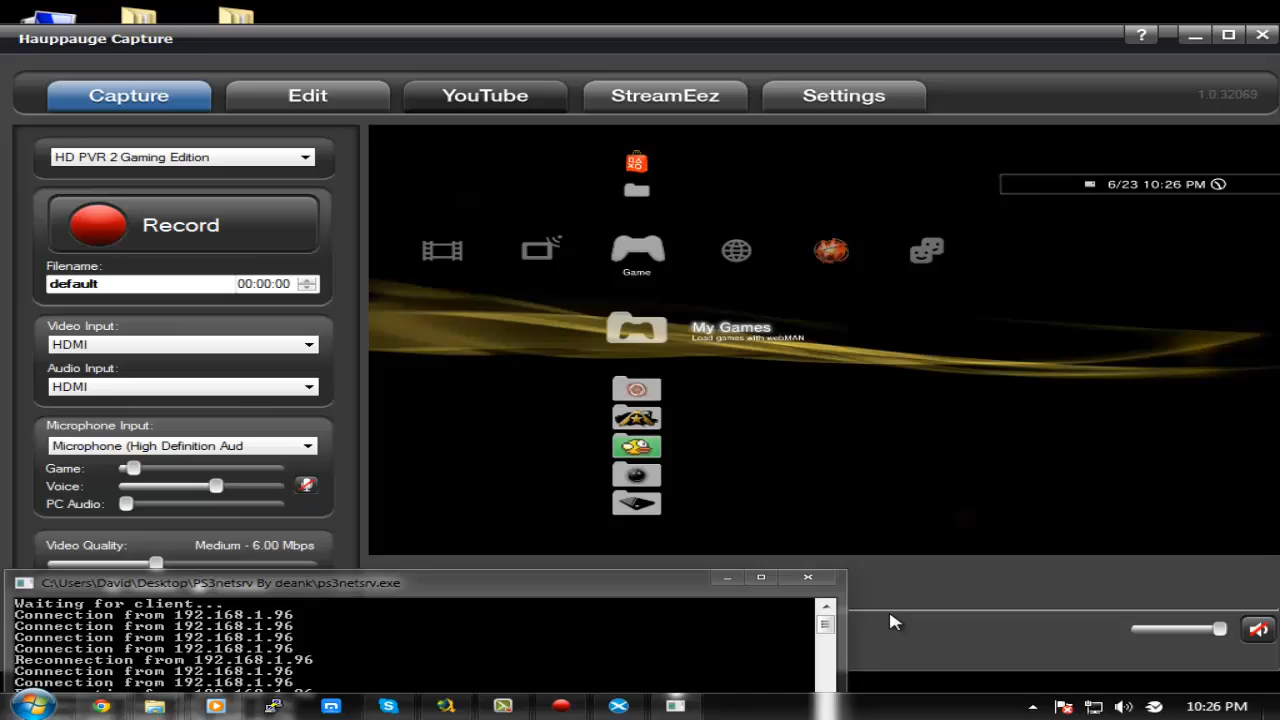 Hauppauge Capture
?
Capture
Edit
YouTube
StreamEez
Settings
1.0.32069
HD PVR 2 Gaming Edition
Record
Filename:
default
00:00:00
Video Input:
HDMI
Audio Input:
HDMI
Microphone Input:
Microphone (High Definition Aud
Game:
Voice:
PC Audio:
Video Quality:
Medium - 6.00 Mbps
6/23 10:26 PM
Game
My Games
Load games with webMAN
C:\Users\David\Desktop\PS3netsrv By deank\ps3netsrv.exe
Waiting for client...
Connection from 192.168.1.96
Connection from 192.168.1.96
Connection from 192.168.1.96
Connection from 192.168.1.96
Reconnection from 192.168.1.96
Connection from 192.168.1.96
Connection from 192.168.1.96
10:26 PM